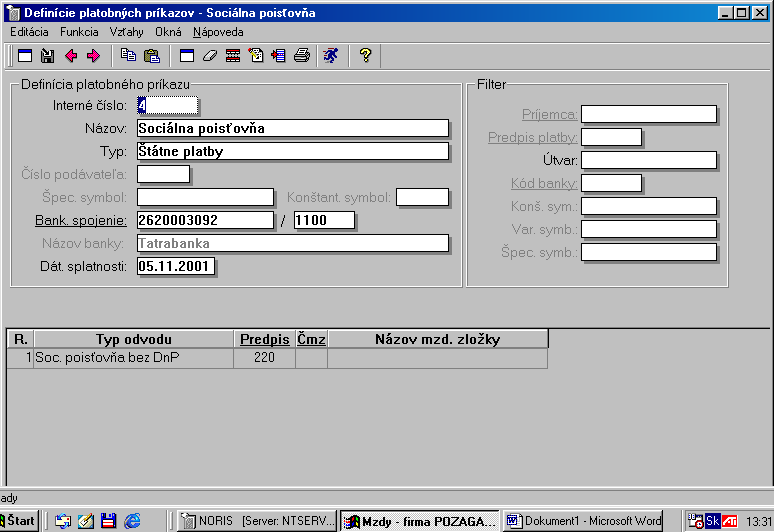 Definície platobných príkazov - Sociálna poisťovňa
Editácia Funkcia Vzťahy Okná Nápoveda
Definícia platobného príkazu
Interné číslo: 4
Názov: Sociálna poisťovňa
Typ: Štátne platby
Číslo podávateľa:
Špec. symbol: Konštant. symbol:
Bank. spojenie: 2620003092 / 1100
Názov banky: Tatrabanka
Dát. splatnosti: 05.11.2001
Filter
Príjemca:
Predpis platby:
Útvar:
Kód banky:
Konš. sym.:
Var. symb.:
Špec. symb.:
R. Typ odvodu Predpis Čmz Názov mzd. zložky
1 Soc. poisťovňa bez DnP 220
ady
Štart NORIS [Server: NTSERV... Mzdy - firma POZAGA... Dokument1 - Microsoft Word Sk ATI 13:31